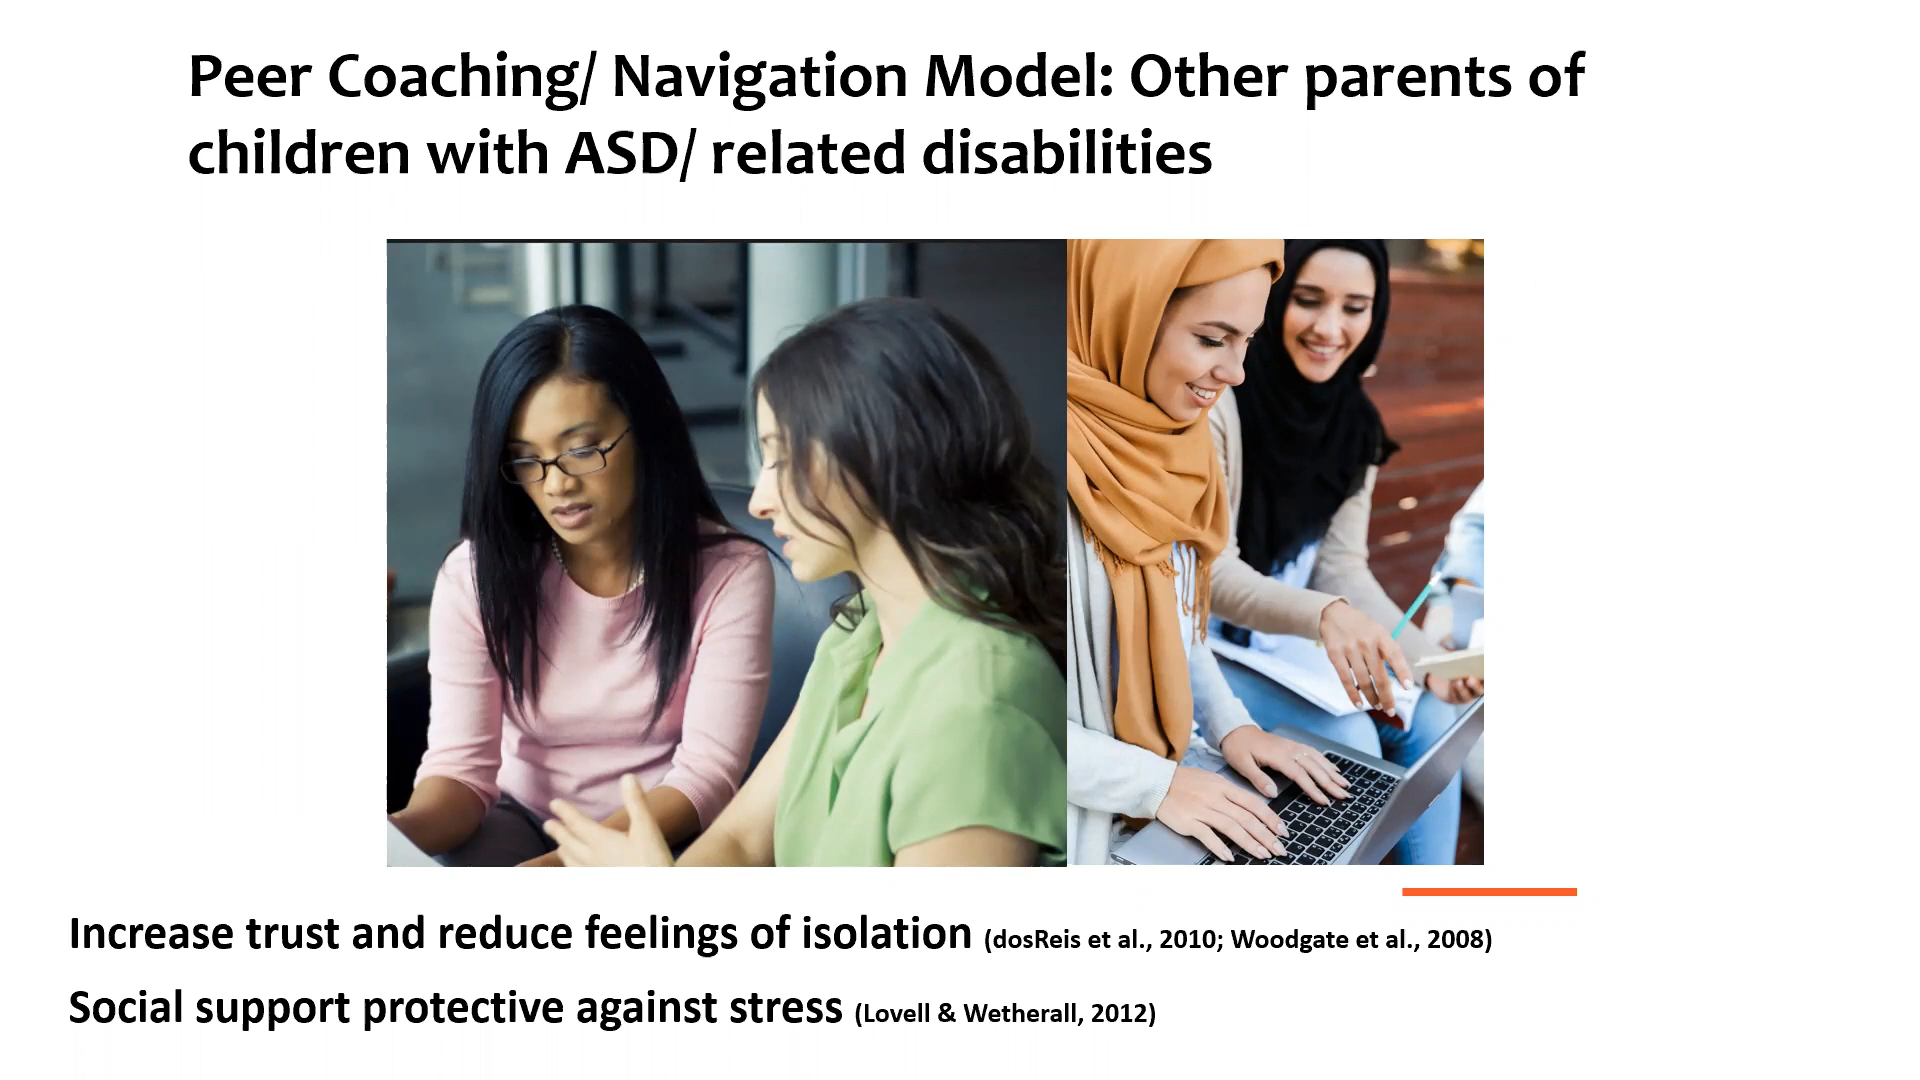 Peer Coaching/ Navigation Model: Other parents of
children with ASD/ related disabilities
Increase trust and reduce feelings of isolation (dosReis et al., 2010; Woodgate et al., 2008)
Social support protective against stress (Lovell & Wetherall, 2012)